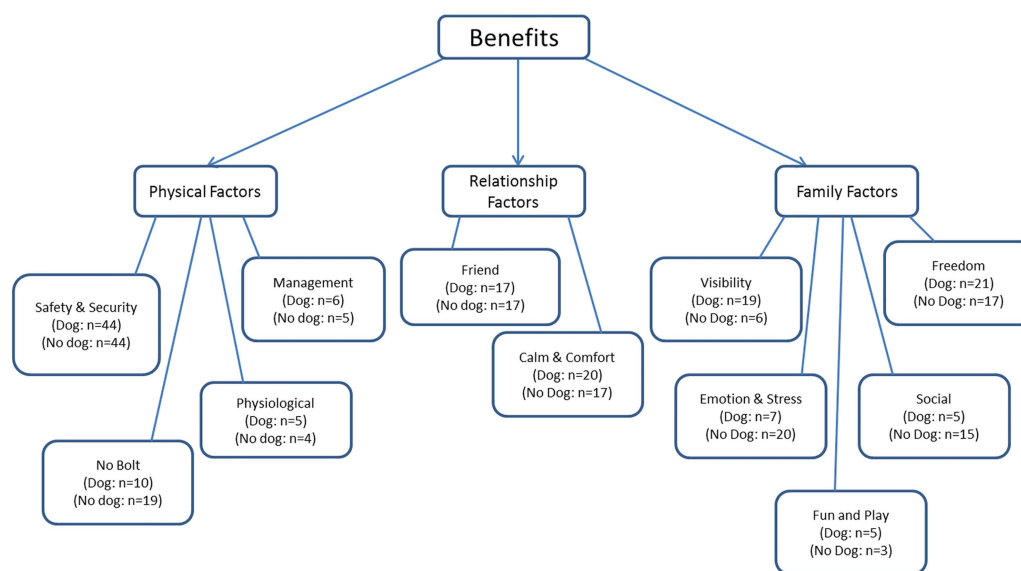 Benefits
Physical Factors
Relationship
Factors
Family Factors
Safety & Security
(Dog: n=44)
(No dog: n=44)
No Bolt
(Dog: n=10)
(No dog: n=19)
Physiological
(Dog: n=5)
(No dog: n=4)
Management
(Dog: n=6)
(No dog: n=5)
Friend
(Dog: n=17)
(No dog: n=17)
Calm & Comfort
(Dog: n=20)
(No Dog: n=17)
Visibility
(Dog: n=19)
(No Dog: n=6)
Emotion & Stress
(Dog: n=7)
(No Dog: n=20)
Fun and Play
(Dog: n=5)
(No Dog: n=3)
Social
(Dog: n=5)
(No Dog: n=15)
Freedom
(Dog: n=21)
(No Dog: n=17)